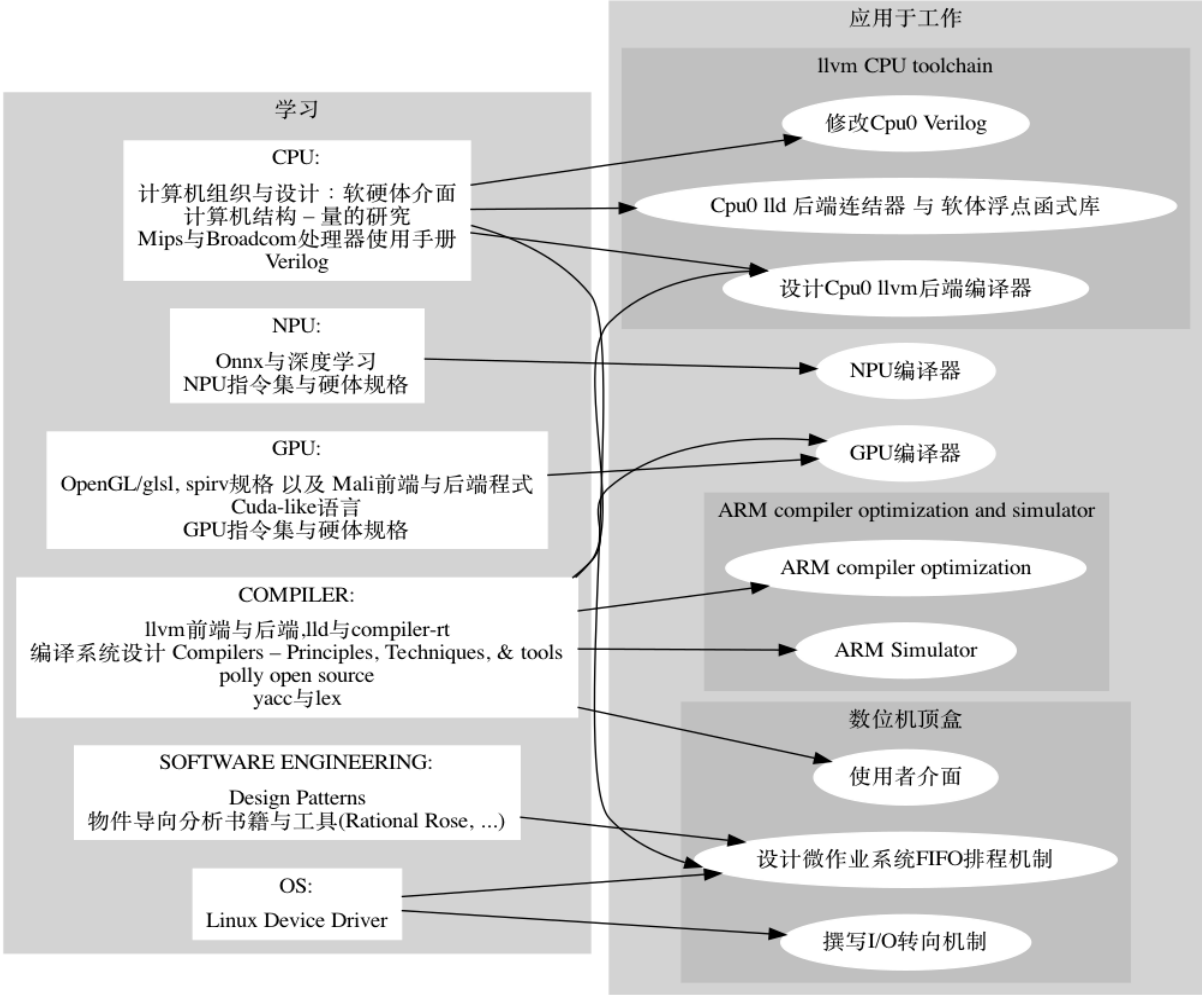 学习
CPU:
计算机组织与设计：软硬体介面
计算机结构 – 量的研究
Mips与Broadcom处理器使用手册
Verilog
NPU:
Onnx与深度学习
NPU指令集与硬体规格
GPU:
OpenGL/glsl, spirv规格 以及 Mali前端与后端程式
Cuda-like语言
GPU指令集与硬体规格
COMPILER:
llvm前端与后端,lld与compiler-rt
编译系统设计 Compilers – Principles, Techniques, & tools
polly open source
yacc与lex
SOFTWARE ENGINEERING:
Design Patterns
物件导向分析书籍与工具(Rational Rose, ...)
OS:
Linux Device Driver
应用于工作
llvm CPU toolchain
修改Cpu0 Verilog
Cpu0 lld 后端连结器 与 软体浮点函式库
设计Cpu0 llvm后端编译器
NPU编译器
GPU编译器
ARM compiler optimization and simulator
ARM compiler optimization
ARM Simulator
数位机顶盒
使用者介面
设计微作业系统FIFO排程机制
撰写I/O转向机制